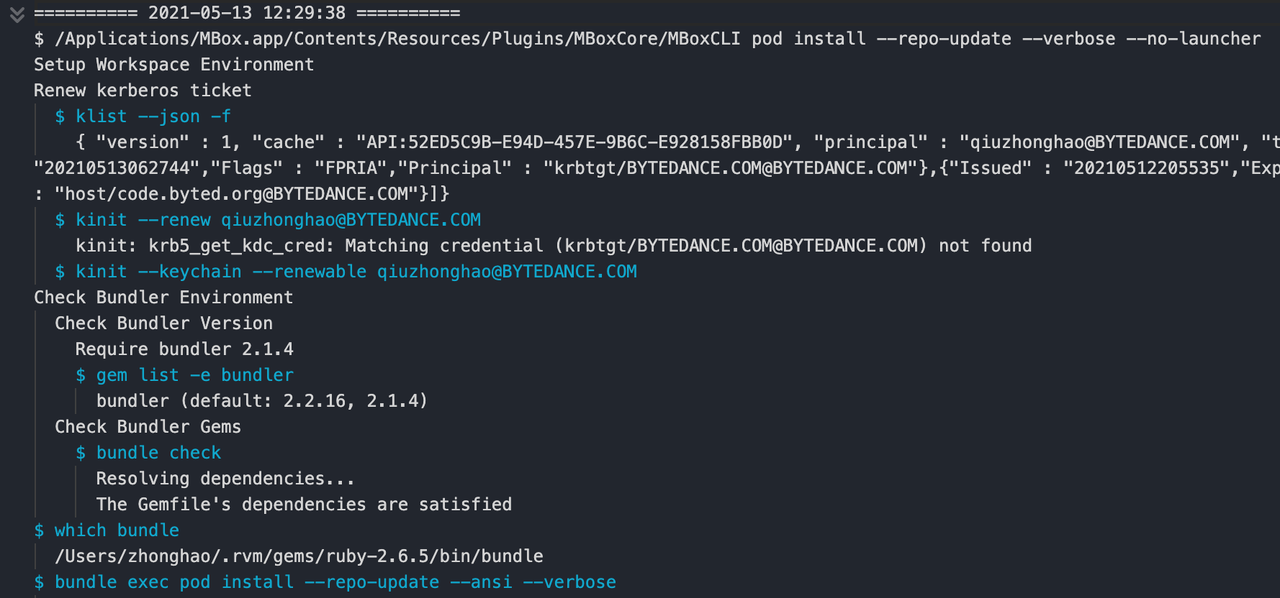 ========== 2021-05-13 12:29:38 ==========
$ /Applications/MBox.app/Contents/Resources/Plugins/MBoxCore/MBoxCLI pod install --repo-update --verbose --no-launcher
Setup Workspace Environment
Renew kerberos ticket
$ klist --json -f
{ "version" : 1, "cache" : "API:52ED5C9B-E94D-457E-9B6C-E928158FBB0D", "principal" : "qiuzhonghao@BYTEDANCE.COM", "t
"20210513062744","Flags" : "FPRIA","Principal" : "krbtgt/BYTEDANCE.COM@BYTEDANCE.COM"},{"Issued" : "20210512205535","Exp
: "host/code.byted.org@BYTEDANCE.COM"}]}
$ kinit --renew qiuzhonghao@BYTEDANCE.COM
kinit: krb5_get_kdc_cred: Matching credential (krbtgt/BYTEDANCE.COM@BYTEDANCE.COM) not found
$ kinit --keychain --renewable qiuzhonghao@BYTEDANCE.COM
Check Bundler Environment
Check Bundler Version
Require bundler 2.1.4
$ gem list -e bundler
bundler (default: 2.2.16, 2.1.4)
Check Bundler Gems
$ bundle check
Resolving dependencies...
The Gemfile's dependencies are satisfied
$ which bundle
/Users/zhonghao/.rvm/gems/ruby-2.6.5/bin/bundle
$ bundle exec pod install --repo-update --ansi --verbose